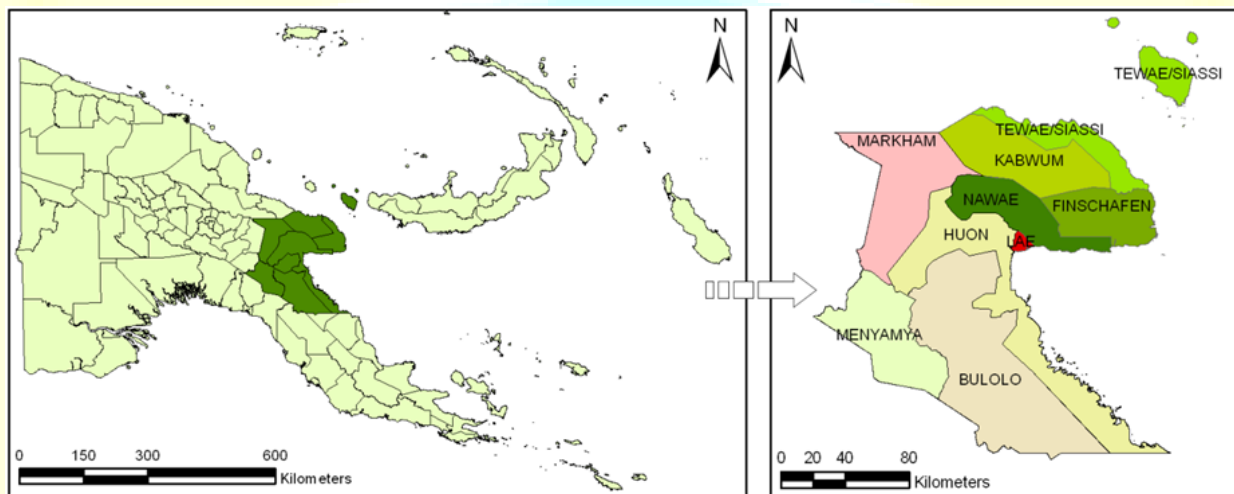 N
0 150 300 600
Kilometers
N
TEWAE/SIASSI
TEWAE/SIASSI
MARKHAM
KABWUM
NAWAE
FINSCHAFEN
HUON
LAE
MENYAMYA
BULOLO
0 20 40 80
Kilometers